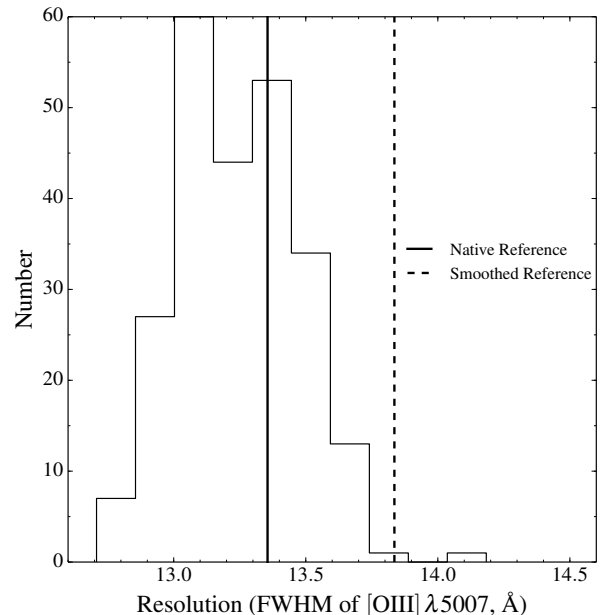 60
50
40
30
20
10
0
Number
Native Reference
Smoothed Reference
13.0 13.5 14.0 14.5
Resolution (FWHM of [OIII] λ5007, Å)